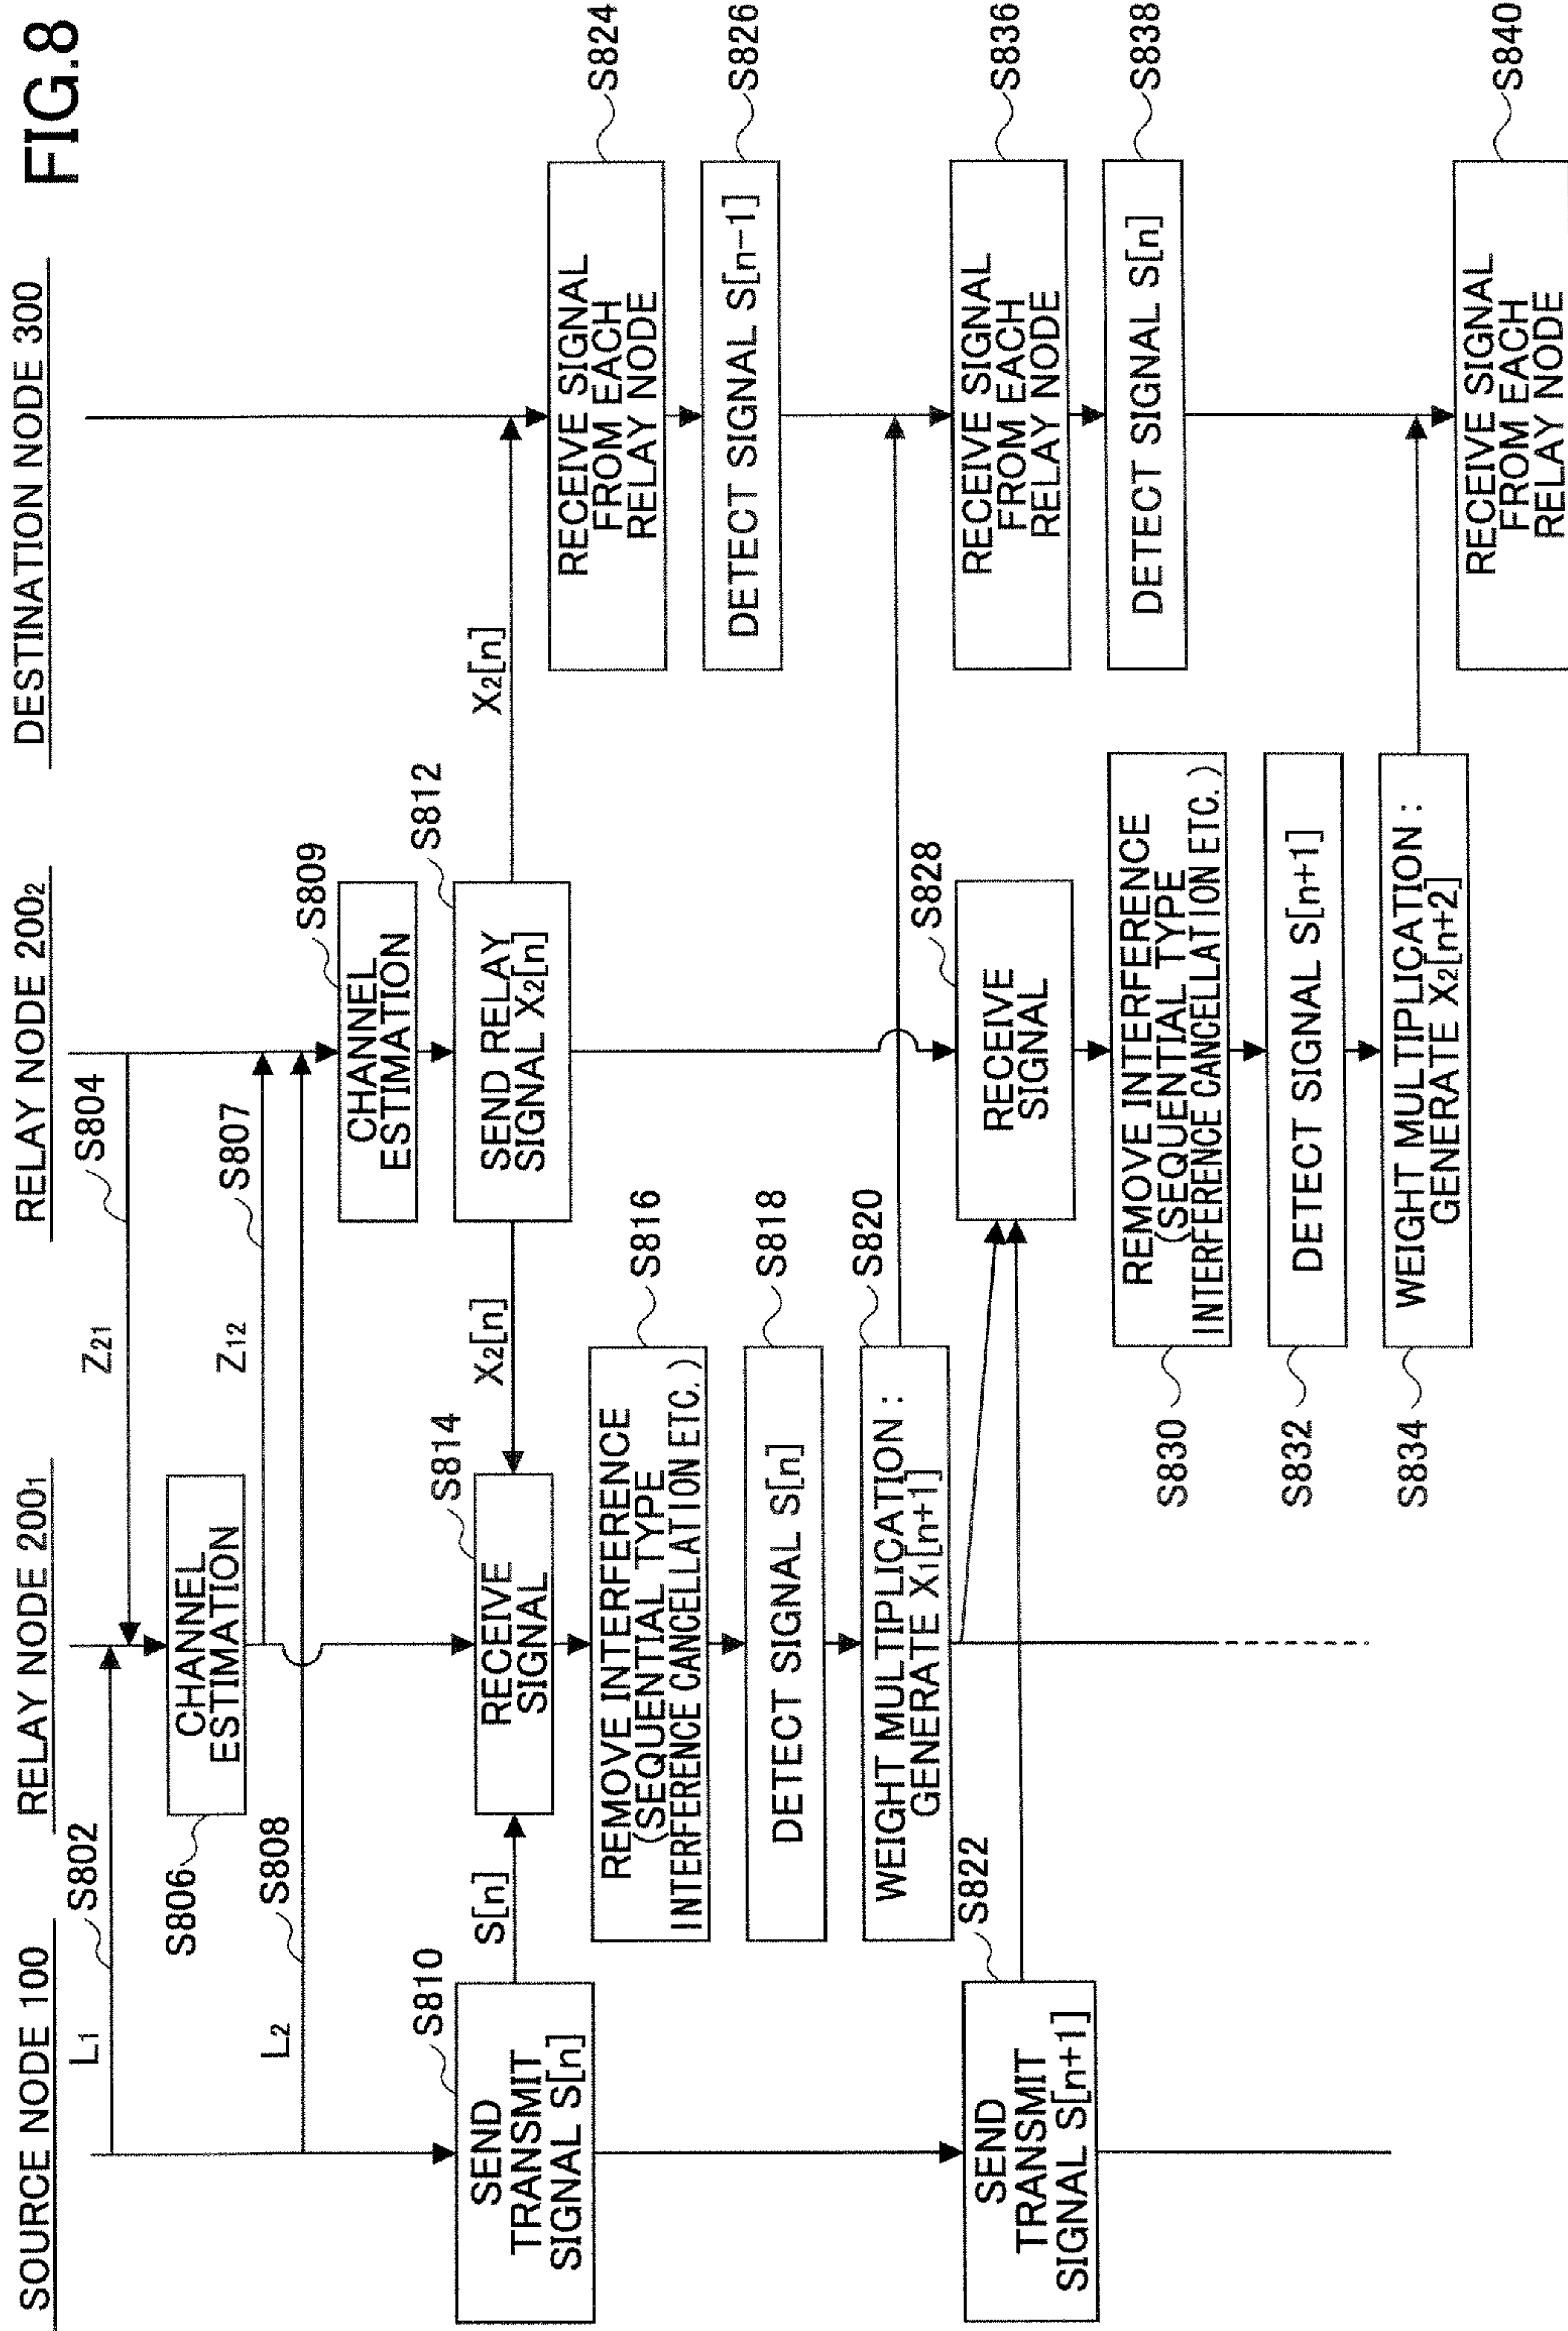 FIG.8
SOURCE NODE 100
RELAY NODE 200₁
RELAY NODE 200₂
DESTINATION NODE 300
L₁
S802
Z₂₁
S804
CHANNEL
ESTIMATION
S806
Z₁₂
S807
L₂
S808
CHANNEL
ESTIMATION
S809
SEND
TRANSMIT
SIGNAL S[n]
S810
S[n]
RECEIVE
SIGNAL
S814
X₂[n]
SEND RELAY
SIGNAL X₂[n]
S812
X₂[n]
REMOVE INTERFERENCE
(SEQUENTIAL TYPE
INTERFERENCE CANCELLATION ETC. )
S816
RECEIVE SIGNAL
FROM EACH
RELAY NODE
S824
DETECT SIGNAL S[n]
S818
DETECT SIGNAL S[n-1]
S826
WEIGHT MULTIPLICATION :
GENERATE X₁[n+1]
S820
SEND
TRANSMIT
SIGNAL S[n+1]
S822
RECEIVE
SIGNAL
S828
RECEIVE SIGNAL
FROM EACH
RELAY NODE
S836
REMOVE INTERFERENCE
(SEQUENTIAL TYPE
INTERFERENCE CANCELLATION ETC. )
S830
DETECT SIGNAL S[n]
S838
DETECT SIGNAL S[n+1]
S832
WEIGHT MULTIPLICATION :
GENERATE X₂[n+2]
S834
RECEIVE SIGNAL
FROM EACH
RELAY NODE
S840